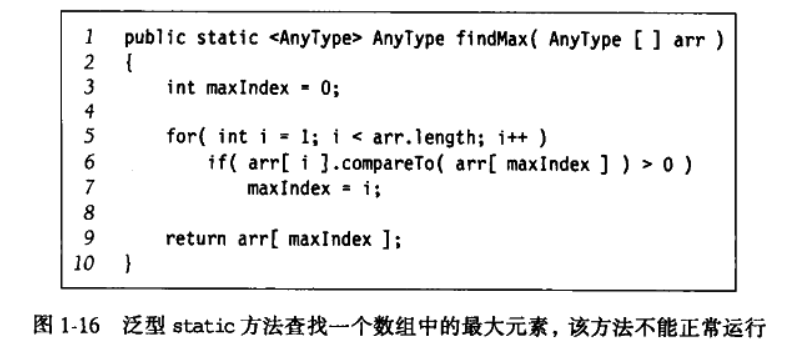 1 public static <AnyType> AnyType findMax( AnyType [ ] arr )
2 {
3 int maxIndex = 0;
4
5 for( int i = 1; i < arr.length; i++ )
6 if( arr[ i ].compareTo( arr[ maxIndex ] ) > 0 )
7 maxIndex = i;
8
9 return arr[ maxIndex ];
10 }
图 1-16 泛型 static 方法查找一个数组中的最大元素，该方法不能正常运行